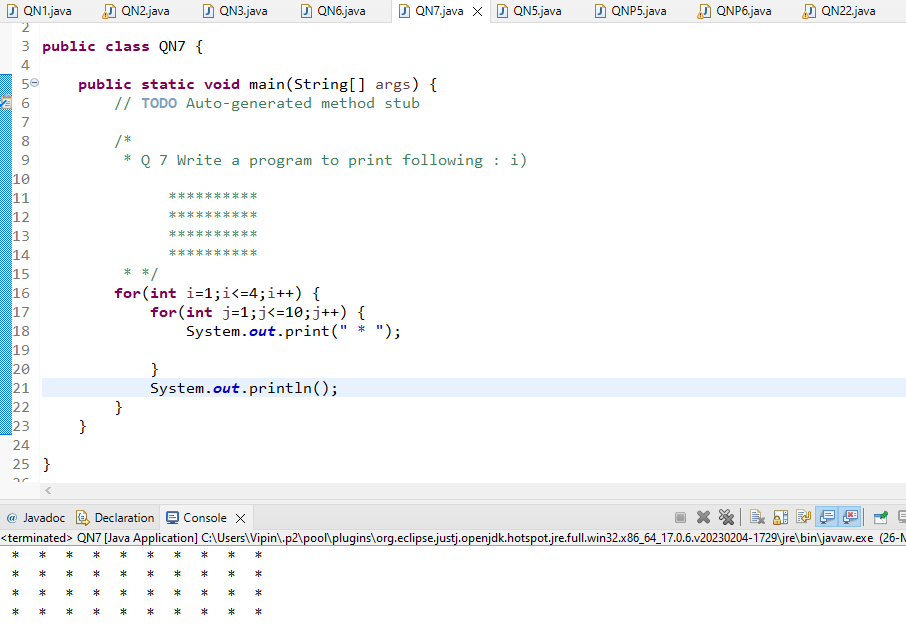 QN1.java QN2.java QN3.java QN6.java QN7.java QN5.java QNP5.java QNP6.java QN22.java
2
3 public class QN7 {
4
5 public static void main(String[] args) {
6 // TODO Auto-generated method stub
7
8 /*
9 * Q 7 Write a program to print following : i)
10
11 **********
12 **********
13 **********
14 **********
15 * */
16 for(int i=1;i<=4;i++) {
17 for(int j=1;j<=10;j++) {
18 System.out.print(" * ");
19
20 }
21 System.out.println();
22 }
23 }
24
25 }
@ Javadoc Declaration Console
<terminated> QN7 [Java Application] C:\Users\Vipin\.p2\pool\plugins\org.eclipse.justj.openjdk.hotspot.jre.full.win32.x86_64_17.0.6.v20230204-1729\jre\bin\javaw.exe (26-
* * * * * * * * * *
* * * * * * * * * *
* * * * * * * * * *
* * * * * * * * * *